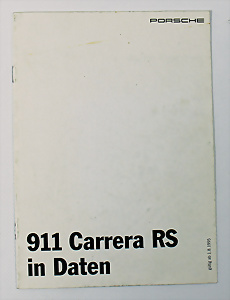 PORSCHE
911 Carrera RS
in Daten